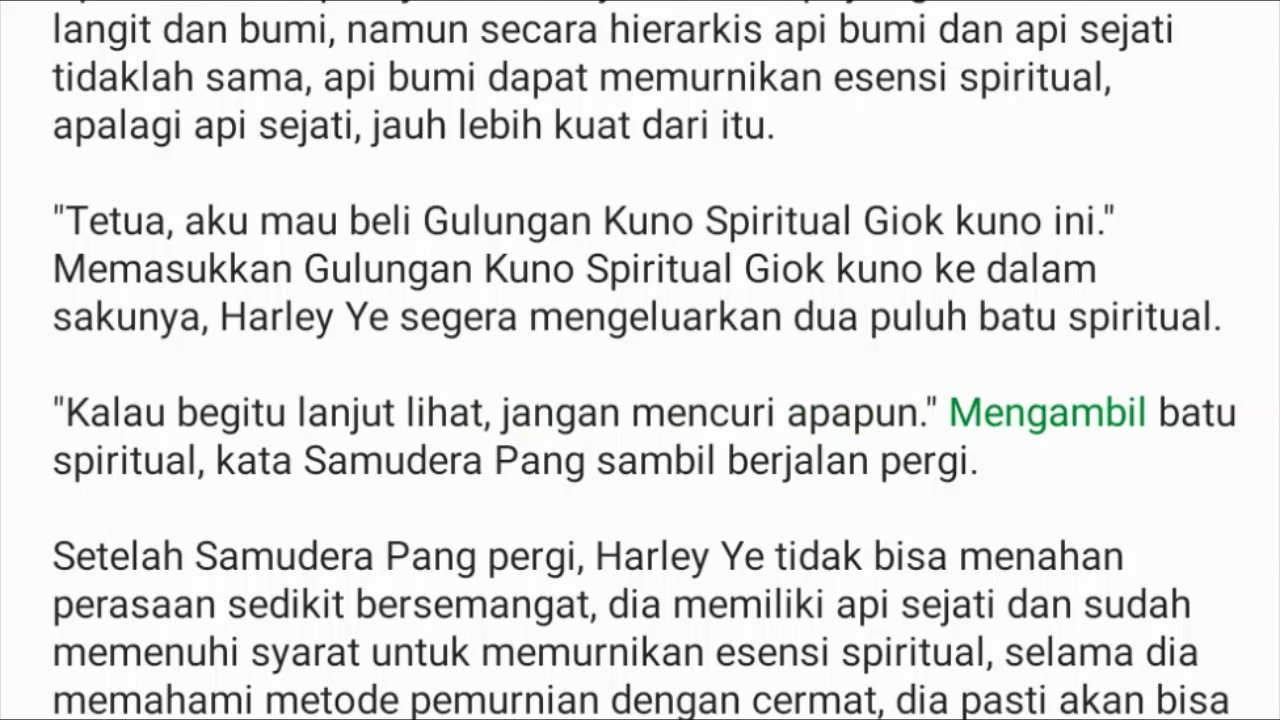 langit dan bumi, namun secara hierarkis api bumi dan api sejati
tidaklah sama, api bumi dapat memurnikan esensi spiritual,
apalagi api sejati, jauh lebih kuat dari itu.
"Tetua, aku mau beli Gulungan Kuno Spiritual Giok kuno ini."
Memasukkan Gulungan Kuno Spiritual Giok kuno ke dalam
sakunya, Harley Ye segera mengeluarkan dua puluh batu spiritual.
"Kalau begitu lanjut lihat, jangan mencuri apapun." Mengambil batu
spiritual, kata Samudera Pang sambil berjalan pergi.
Setelah Samudera Pang pergi, Harley Ye tidak bisa menahan
perasaan sedikit bersemangat, dia memiliki api sejati dan sudah
memenuhi syarat untuk memurnikan esensi spiritual, selama dia
memahami metode pemurnian dengan cermat, dia pasti akan bisa